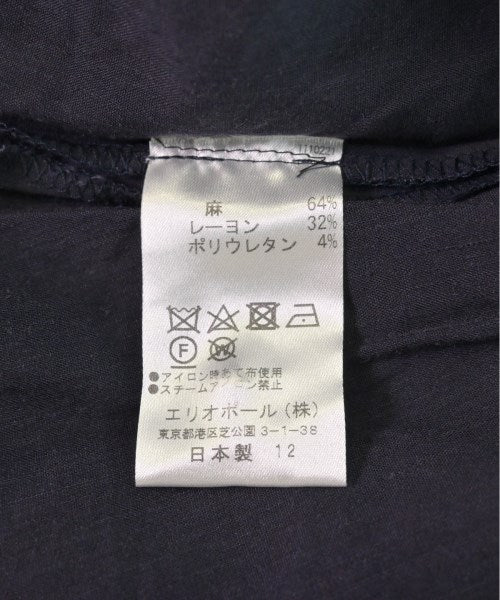 麻 64%
レーヨン 32%
ポリウレタン 4%
F W
●アイロン時あて布使用
●スチームアイロン禁止
エリオポール(株)
東京都港区芝公園 3-1-38
日本製 12